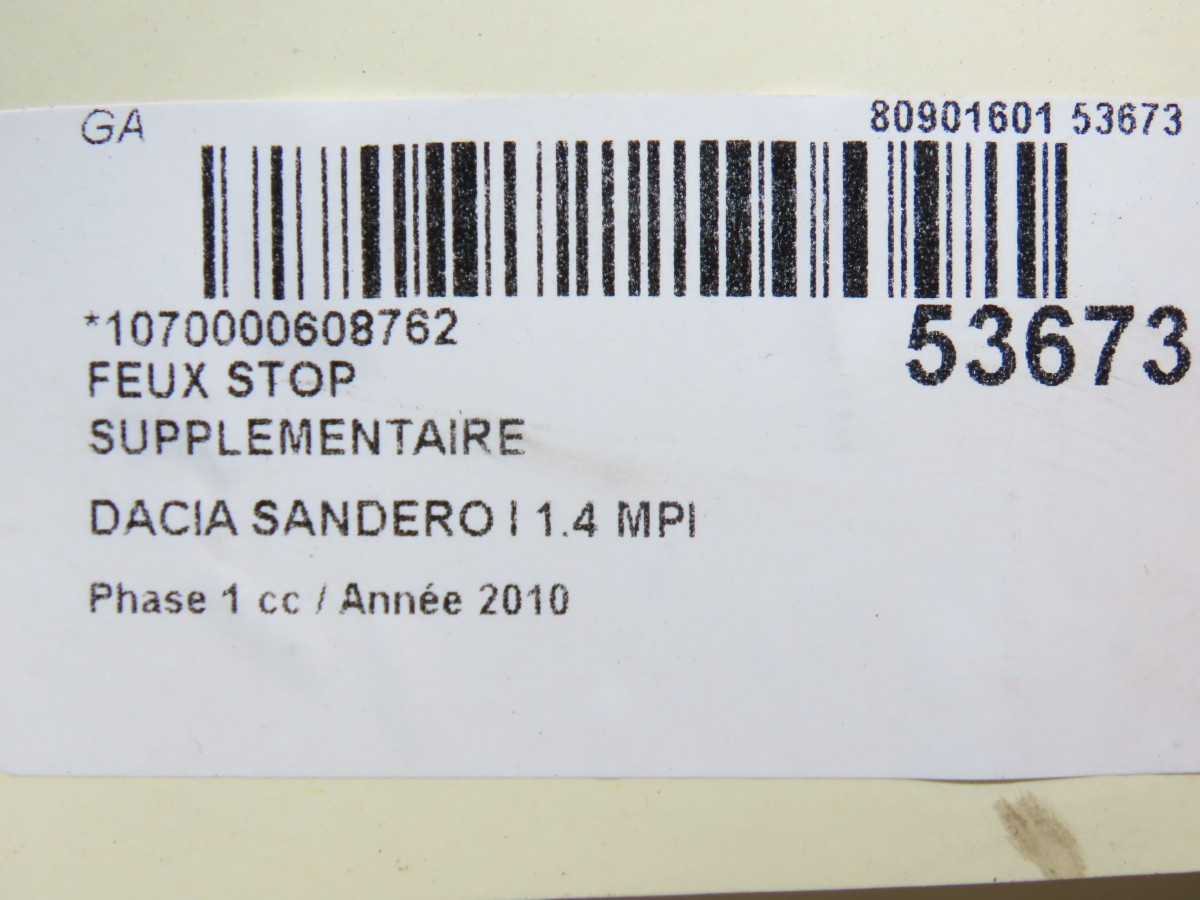 GA
80901601 53673
*1070000608762
53673
FEUX STOP
SUPPLEMENTAIRE
DACIA SANDERO I 1.4 MPI
Phase 1 cc / Année 2010